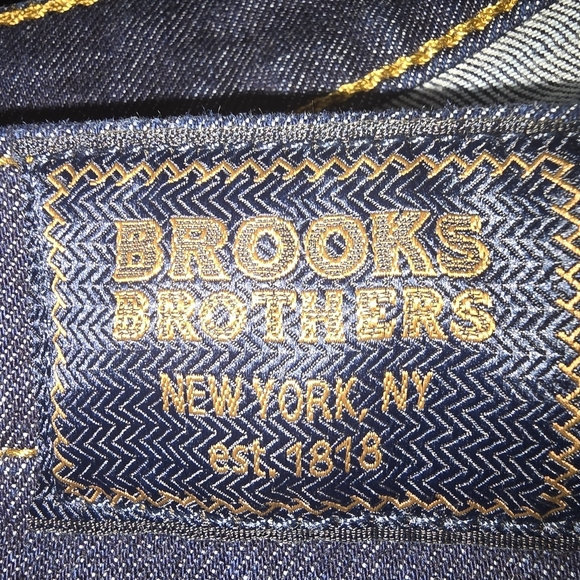 BROOKS
BROTHERS
NEW YORK, NY
est. 1818